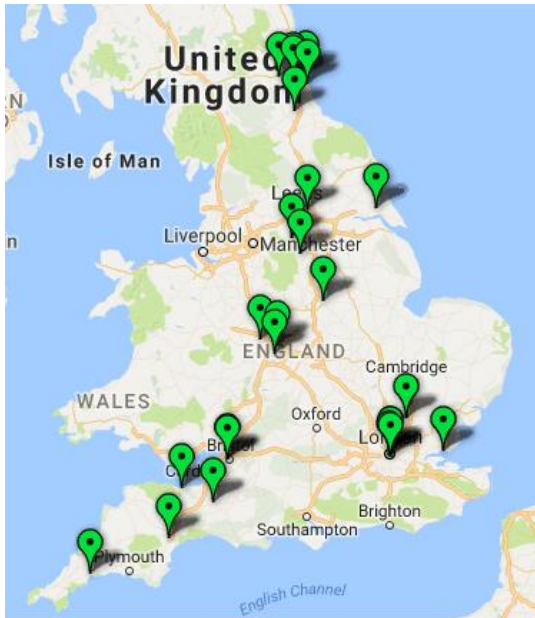 United
Kingdom
N
Isle of Man
Leeds
Liverpool
Manchester
n
ENGLAND
Cambridge
WALES
Oxford
Bristol
London
Card
Brighton
Southampton
Plymouth
English Channel